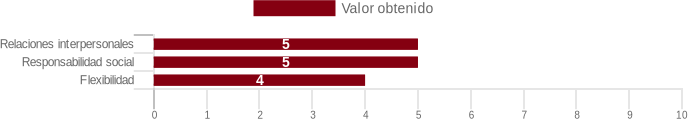 Valor obtenido
Relaciones interpersonales 5
Responsabilidad social 5
Flexibilidad 4
0 1 2 3 4 5 6 7 8 9 10